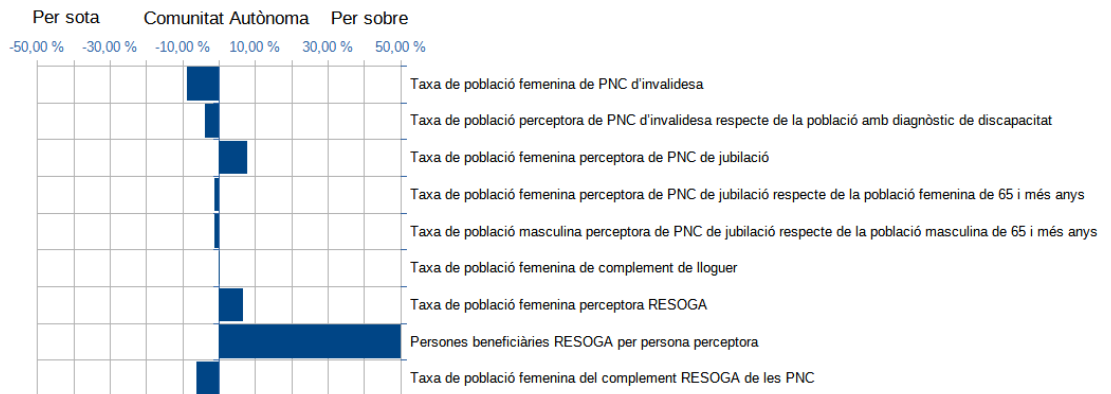 Per sota Comunitat Autònoma Per sobre
-50,00 % -30,00 % -10,00 % 10,00 % 30,00 % 50,00 %
Taxa de població femenina de PNC d'invalidesa
Taxa de població perceptora de PNC d'invalidesa respecte de la població amb diagnòstic de discapacitat
Taxa de població femenina perceptora de PNC de jubilació
Taxa de població femenina perceptora de PNC de jubilació respecte de la població femenina de 65 i més anys
Taxa de població masculina perceptora de PNC de jubilació respecte de la població masculina de 65 i més anys
Taxa de població femenina de complement de lloguer
Taxa de població femenina perceptora RESOGA
Persones beneficiàries RESOGA per persona perceptora
Taxa de població femenina del complement RESOGA de les PNC